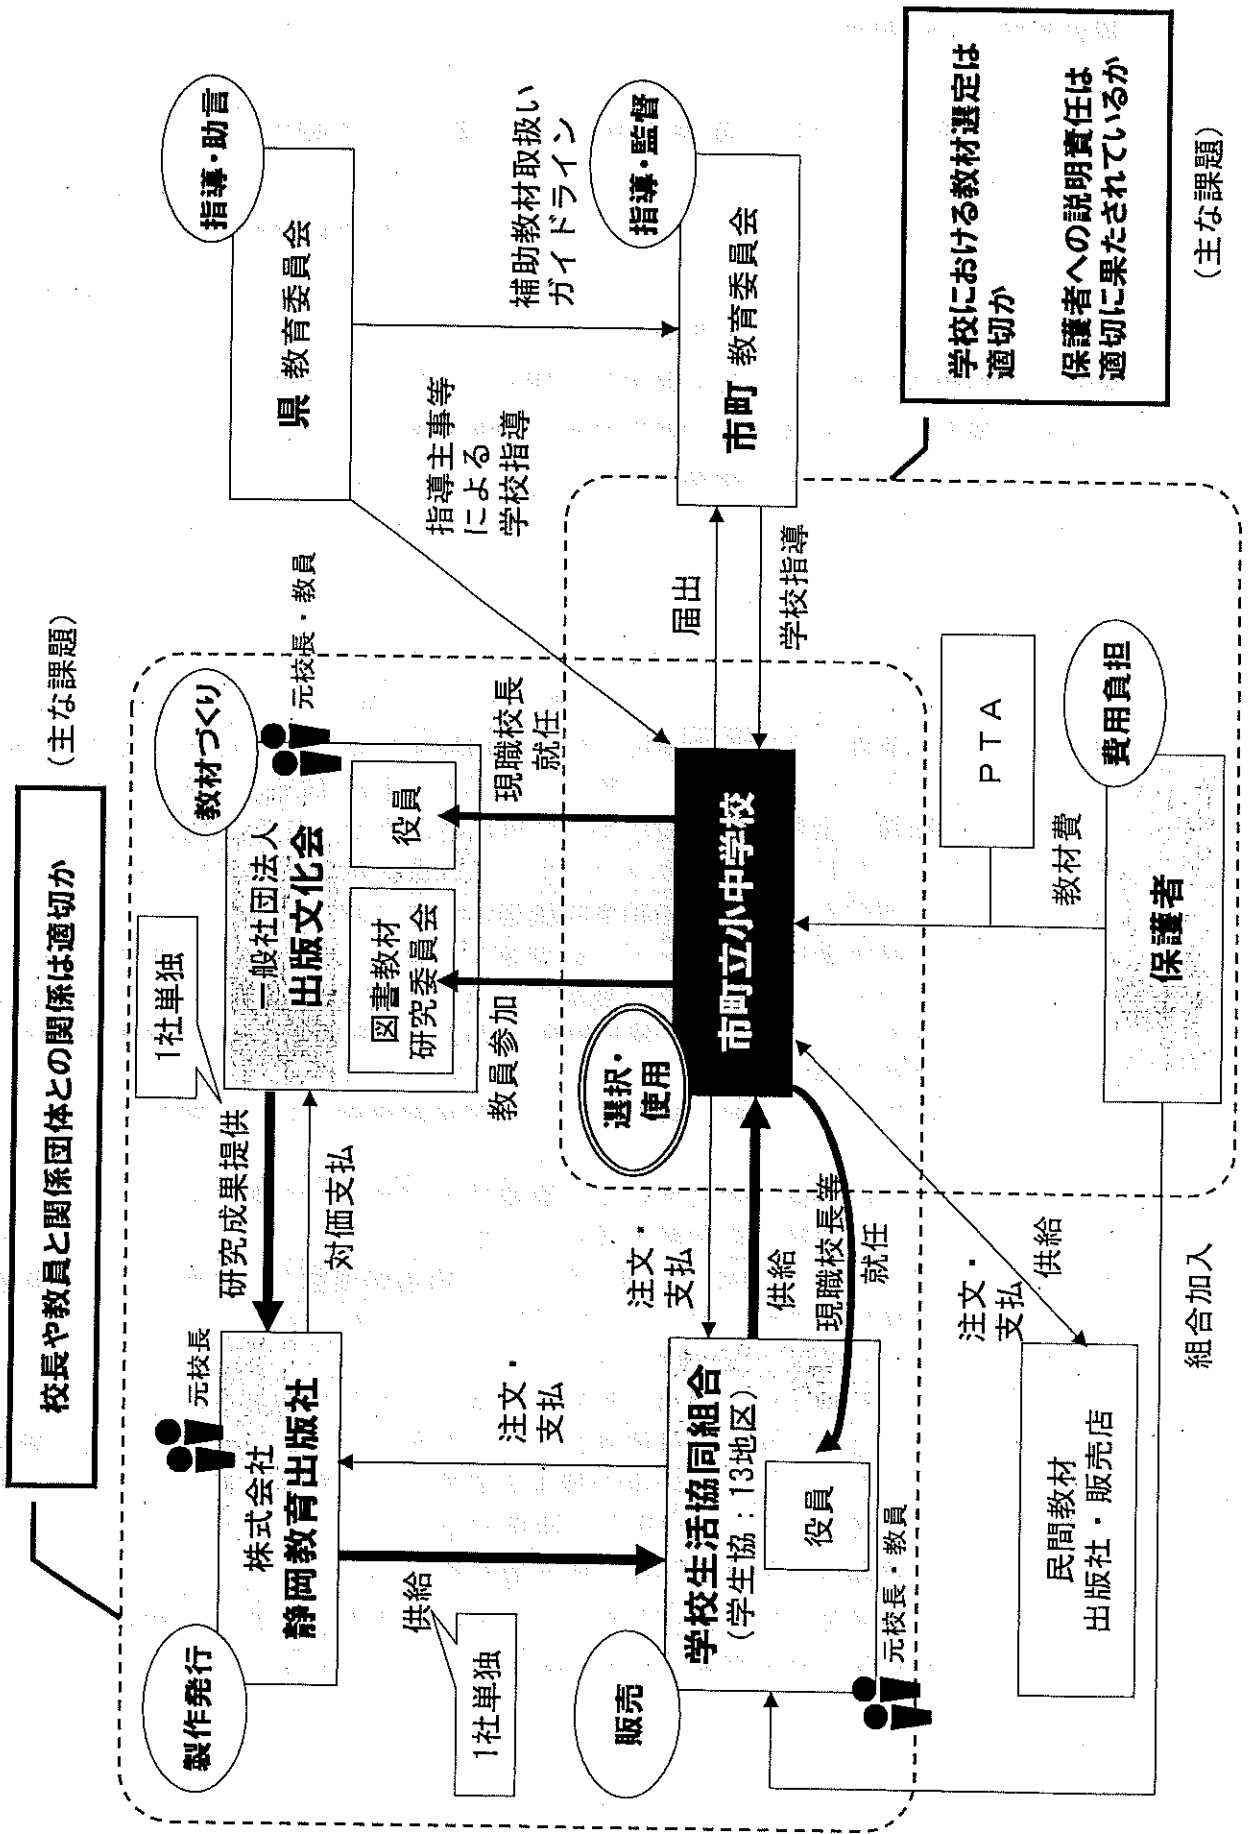 校長や教員と関係団体との関係は適切か
(主な課題)
製作発行
元校長
株式会社
静岡教育出版社
研究成果提供
対価支払
1社単独
教材づくり
元校長・教員
一般社団法人
出版文化会
図書教材
研究委員会
役員
指導・助言
県 教育委員会
供給
1社単独
注文・
支払
教員参加
現職校長
就任
指導主事等
による
学校指導
補助教材取扱い
ガイドライン
販売
学校生活協同組合
(学生協:13地区)
役員
元校長・教員
注文・
支払
供給
現職校長等
就任
選択・
使用
市町立小中学校
届出
学校指導
指導・監督
市町 教育委員会
民間教材
出版社・販売店
注文・
支払
供給
組合加入
教材費
PTA
費用負担
保護者
学校における教材選定は
適切か
保護者への説明責任は
適切に果たされているか
(主な課題)